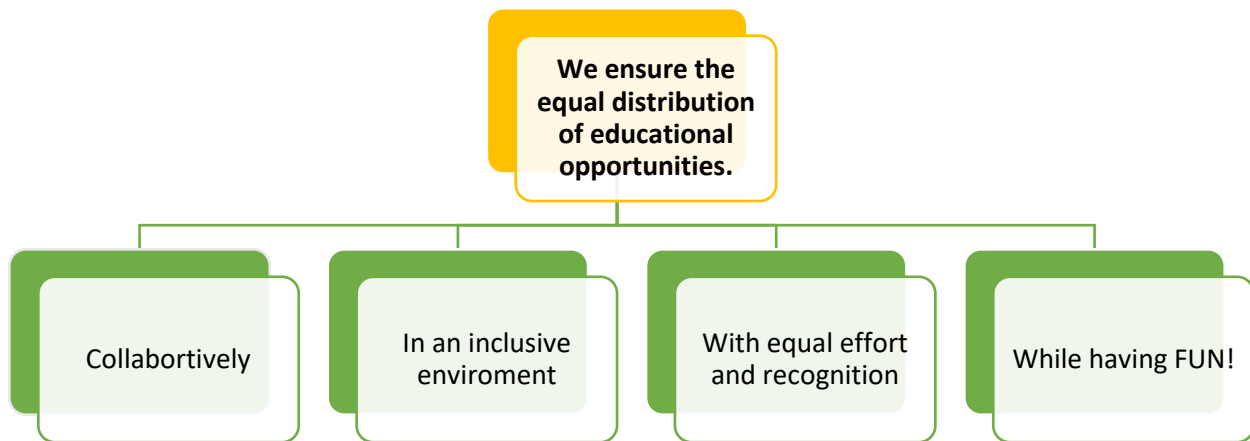 We ensure the
equal distribution
of educational
opportunities.
Collabortively
In an inclusive
enviroment
With equal effort
and recognition
While having FUN!